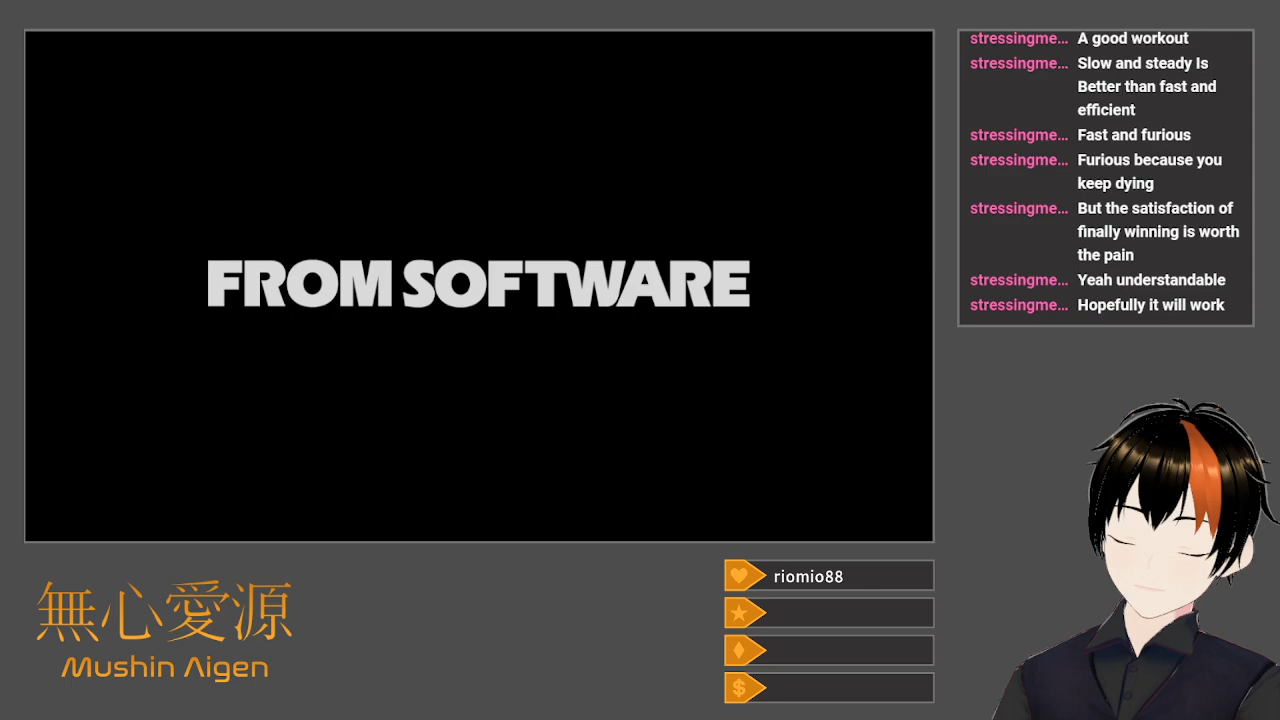 FROM SOFTWARE
stressingme... A good workout
stressingme... Slow and steady Is
Better than fast and
efficient
stressingme... Fast and furious
stressingme... Furious because you
keep dying
stressingme... But the satisfaction of
finally winning is worth
the pain
stressingme... Yeah understandable
stressingme... Hopefully it will work
無心愛源
Mushin Aigen
riomio88
$